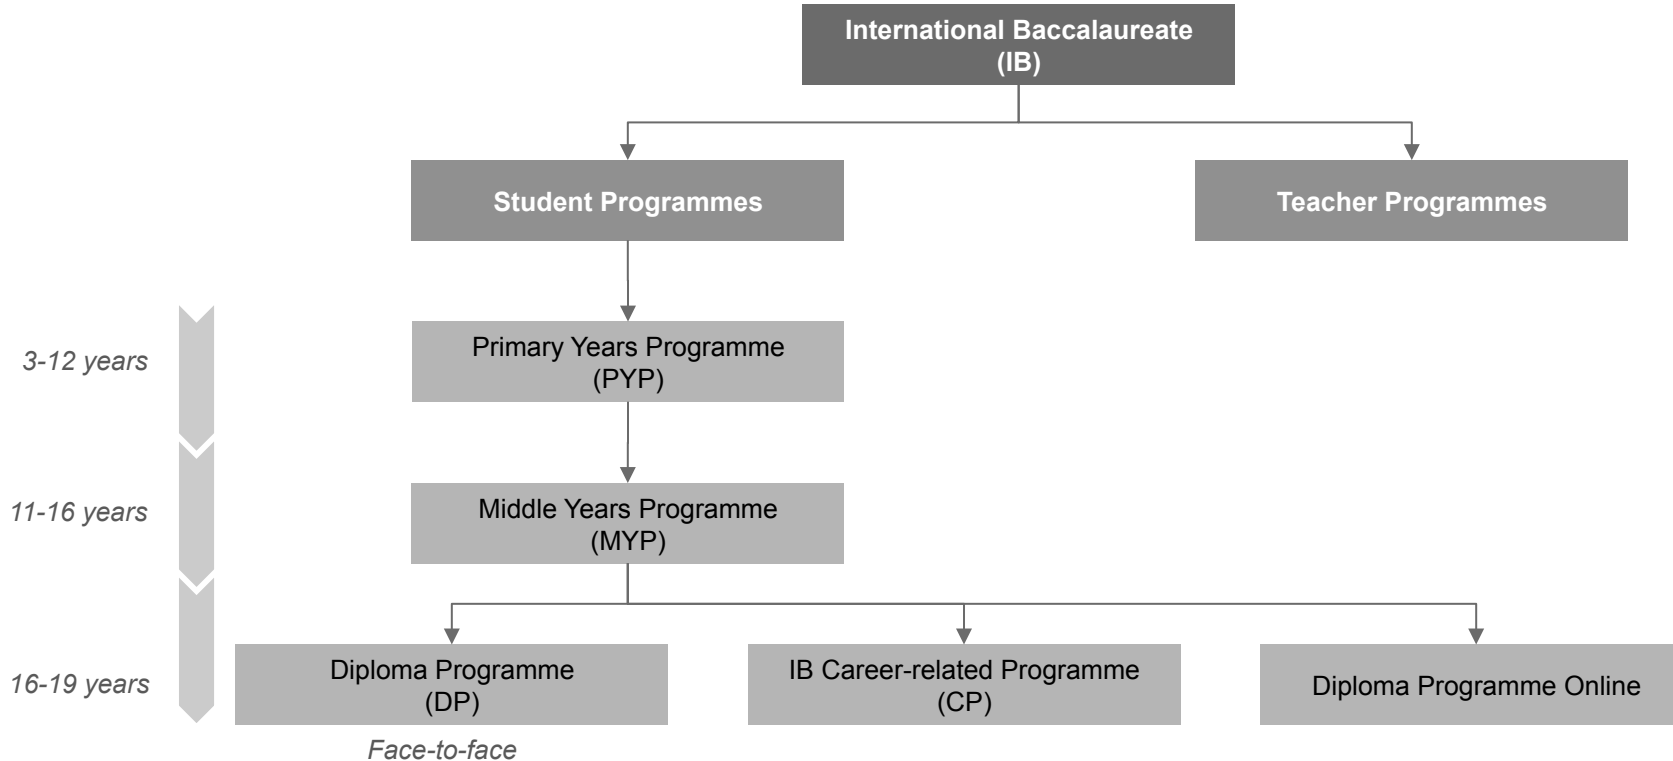 International Baccalaureate
(IB)
Student Programmes
Teacher Programmes
3-12 years
Primary Years Programme
(PYP)
11-16 years
Middle Years Programme
(MYP)
16-19 years
Diploma Programme
(DP)
IB Career-related Programme
(CP)
Diploma Programme Online
Face-to-face